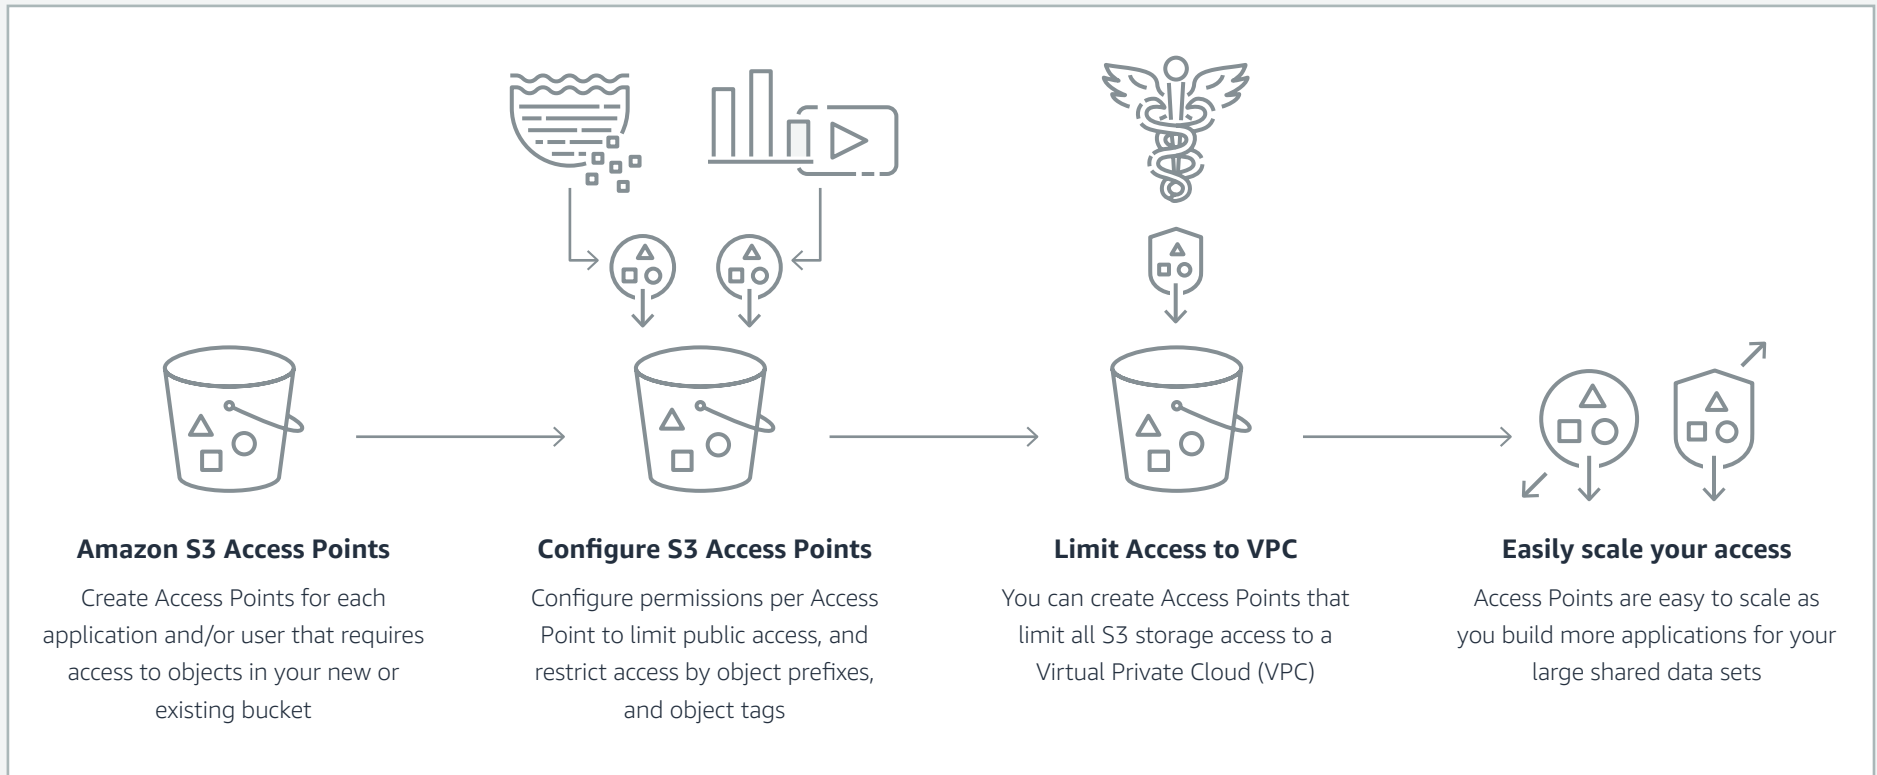 Amazon S3 Access Points
Create Access Points for each
application and/or user that requires
access to objects in your new or
existing bucket
Configure S3 Access Points
Configure permissions per Access
Point to limit public access, and
restrict access by object prefixes,
and object tags
Limit Access to VPC
You can create Access Points that
limit all S3 storage access to a
Virtual Private Cloud (VPC)
Easily scale your access
Access Points are easy to scale as
you build more applications for your
large shared data sets